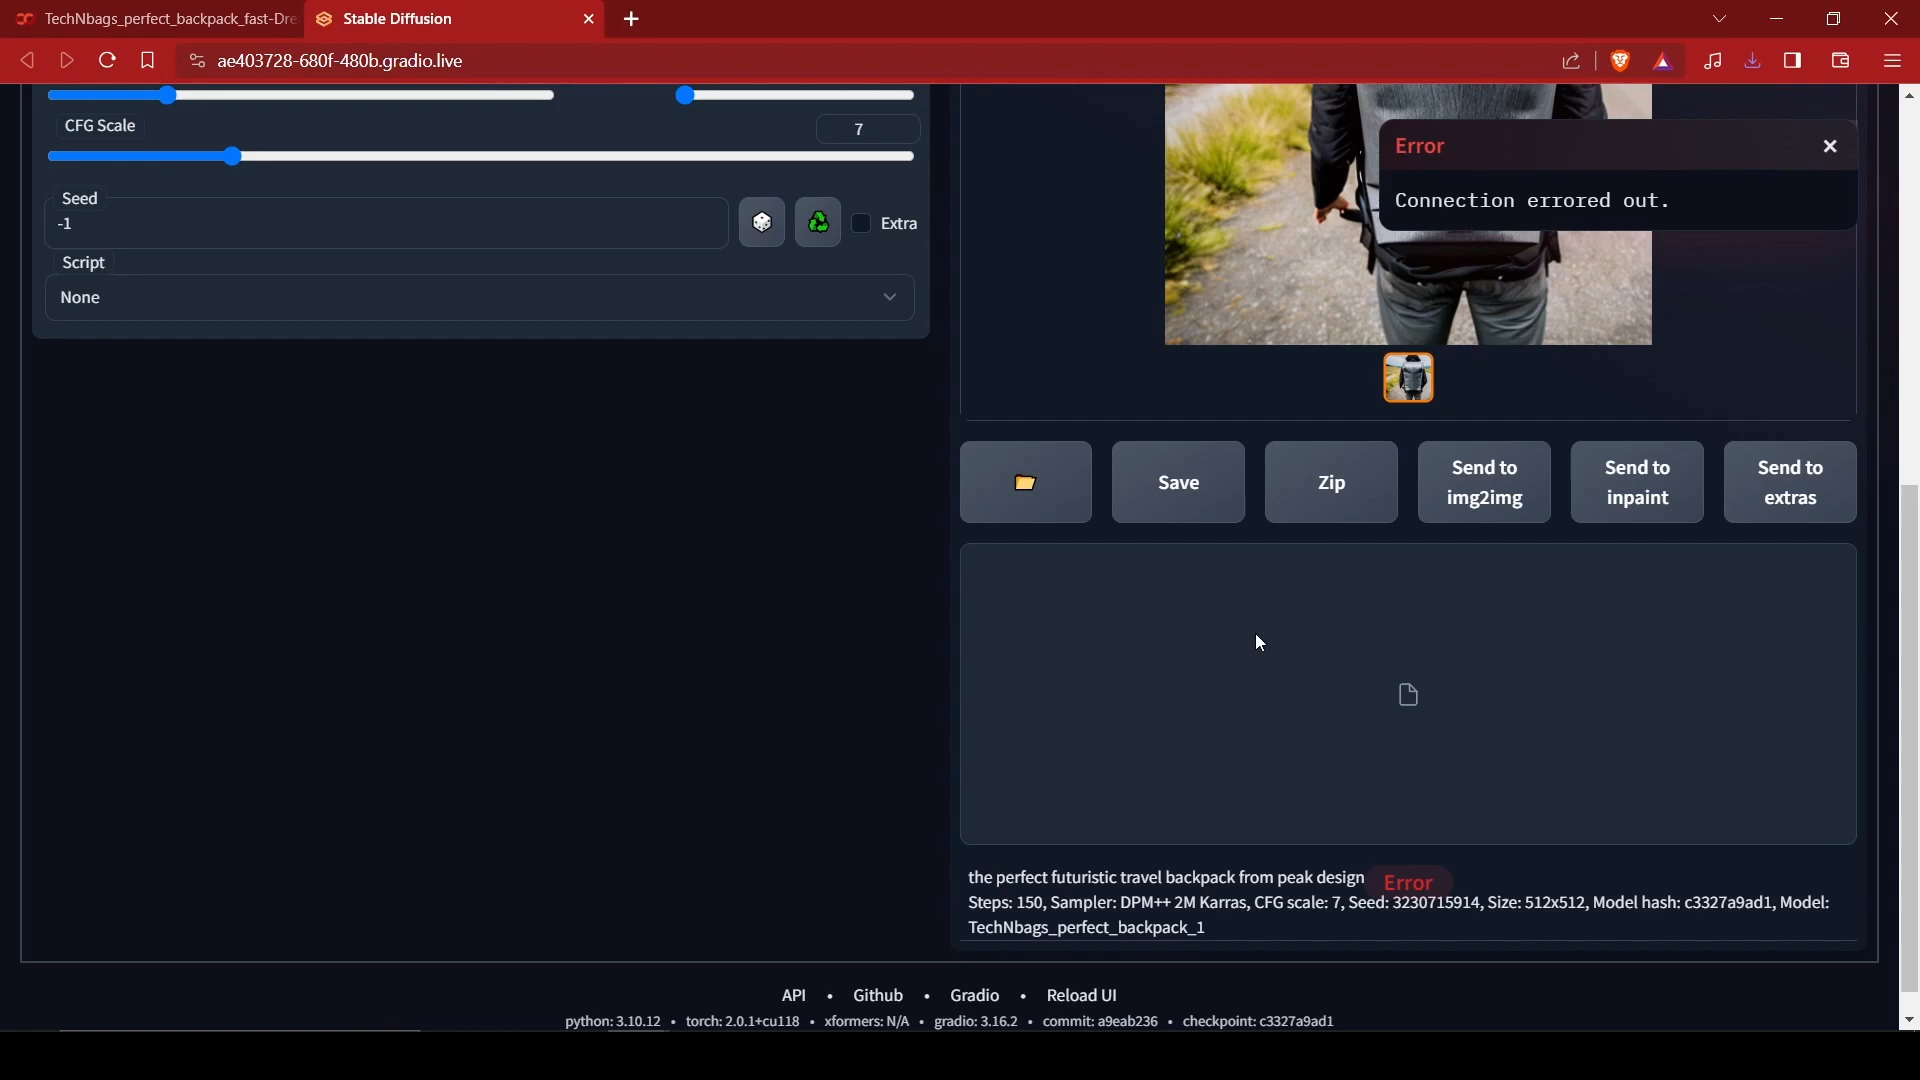 TechNbags_perfect_backpack_fast-Dre
Stable Diffusion
ae403728-680f-480b.gradio.live
CFG Scale
7
Error
Connection errored out.
Seed
-1
Extra
Script
None
Save
Zip
Send to
img2img
Send to
inpaint
Send to
extras
the perfect futuristic travel backpack from peak design
Error
Steps: 150, Sampler: DPM++ 2M Karras, CFG scale: 7, Seed: 3230715914, Size: 512x512, Model hash: c3327a9ad1, Model:
TechNbags_perfect_backpack_1
API • Github • Gradio • Reload UI
python: 3.10.12 • torch: 2.0.1+cu118 • xformers: N/A • gradio: 3.16.2 • commit: a9eab236 • checkpoint: c3327a9ad1